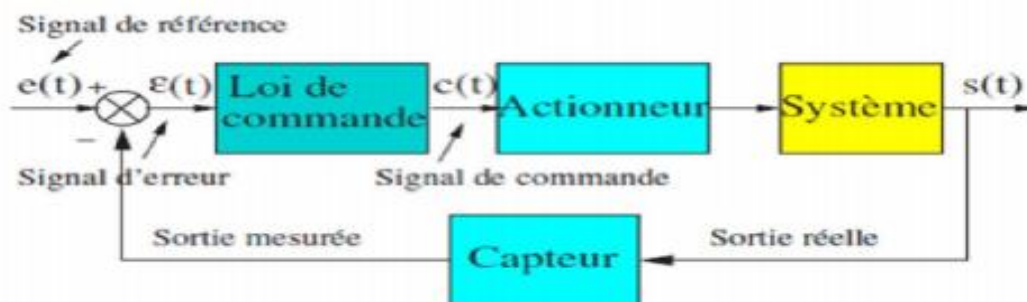 Signal de référence
e(t) +
ε(t)
Loi de
commande
c(t)
Actionneur
Système
s(t)
−
Signal d'erreur
Signal de commande
Sortie mesurée
Capteur
Sortie réelle